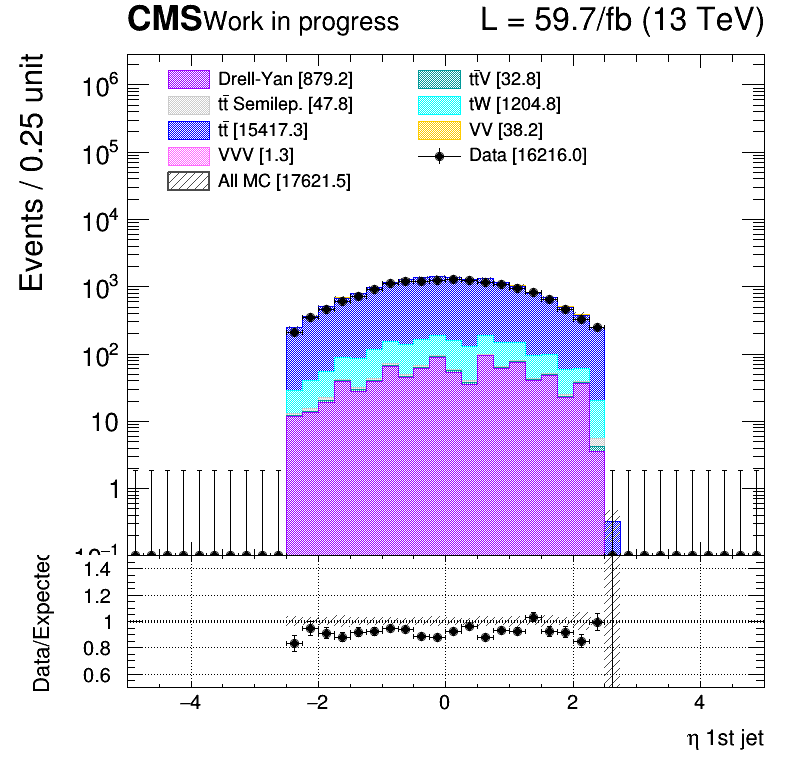 CMS Work in progress L = 59.7/fb (13 TeV)
Events / 0.25 unit
Drell-Yan [879.2]
tt̄ Semilep. [47.8]
tt̄ [15417.3]
VVV [1.3]
All MC [17621.5]
tt̄V [32.8]
tW [1204.8]
VV [38.2]
Data [16216.0]
10⁶
10⁵
10⁴
10³
10²
10
1
10⁻¹
Data/Expected
1.4
1.2
1
0.8
0.6
−4 −2 0 2 4
η 1st jet